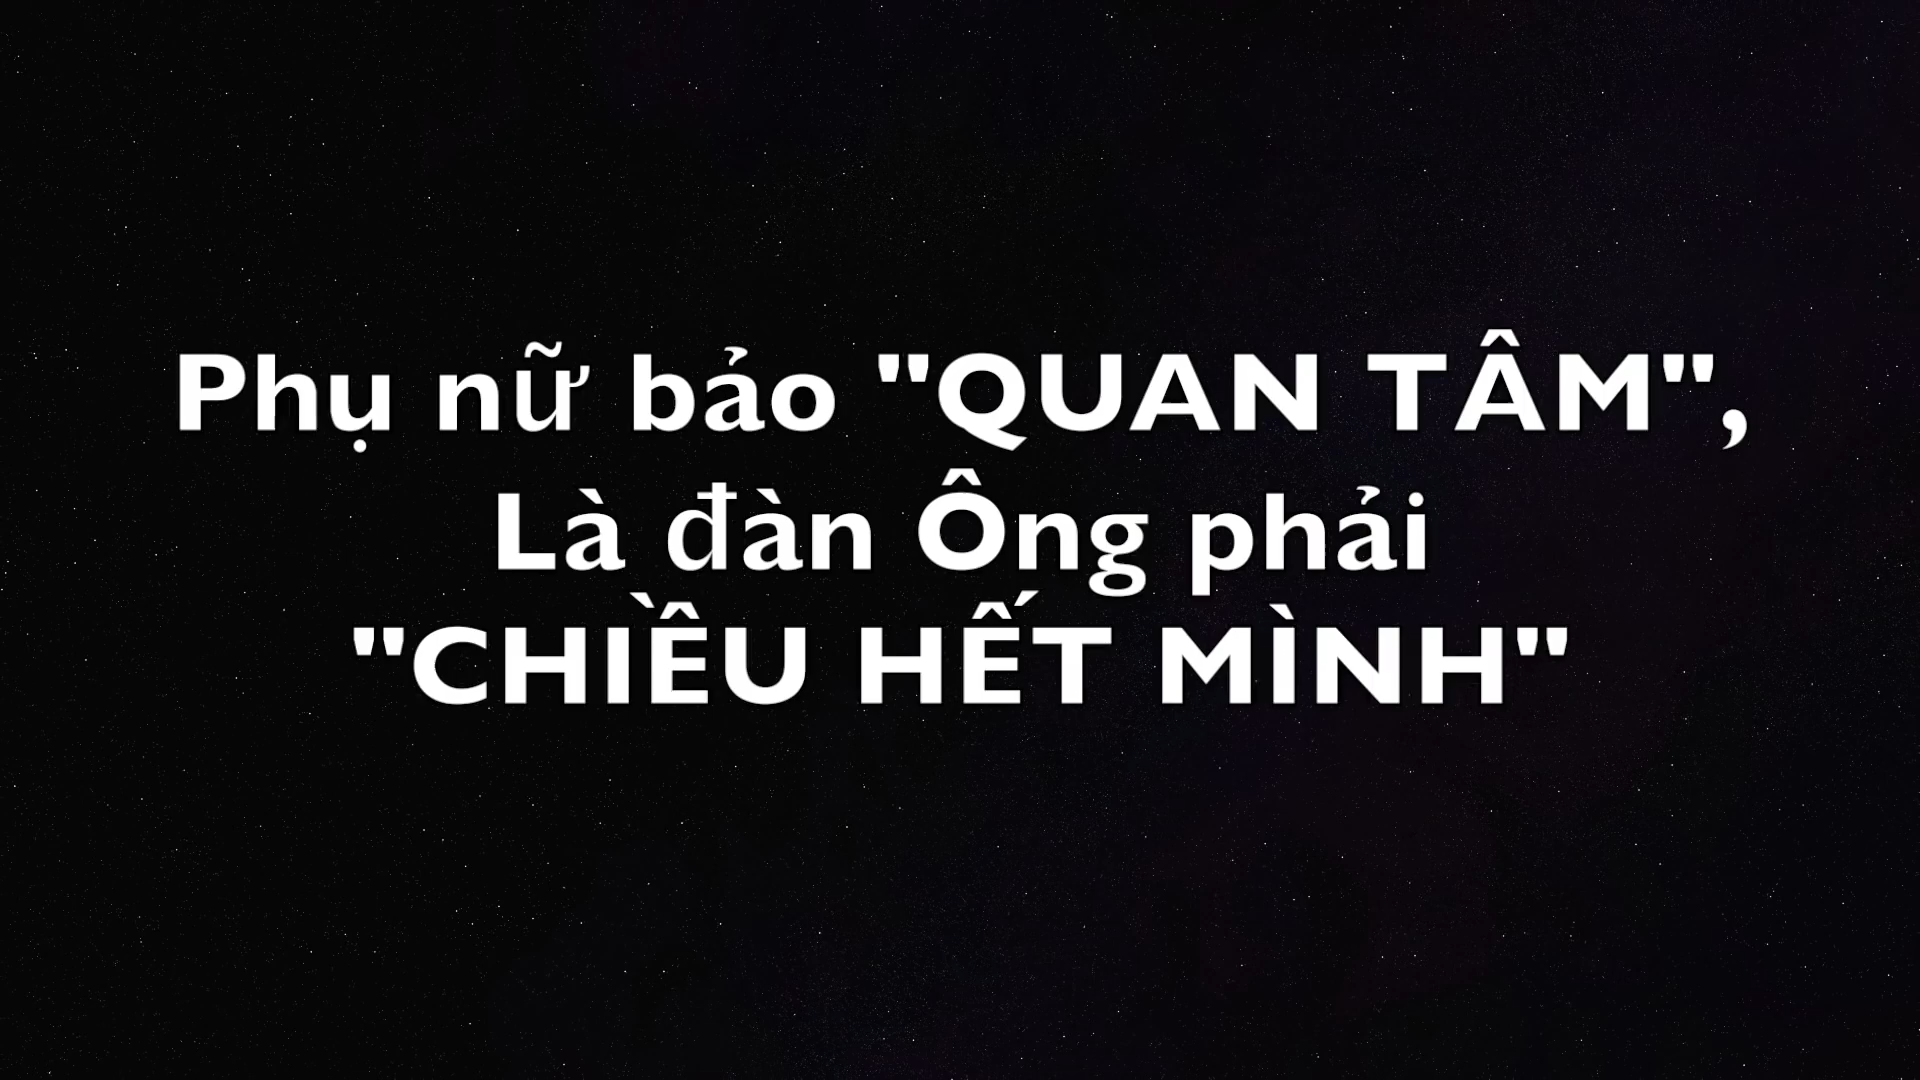 Phụ nữ bảo "QUAN TÂM",
Là đàn Ông phải
"CHIỀU HẾT MÌNH"